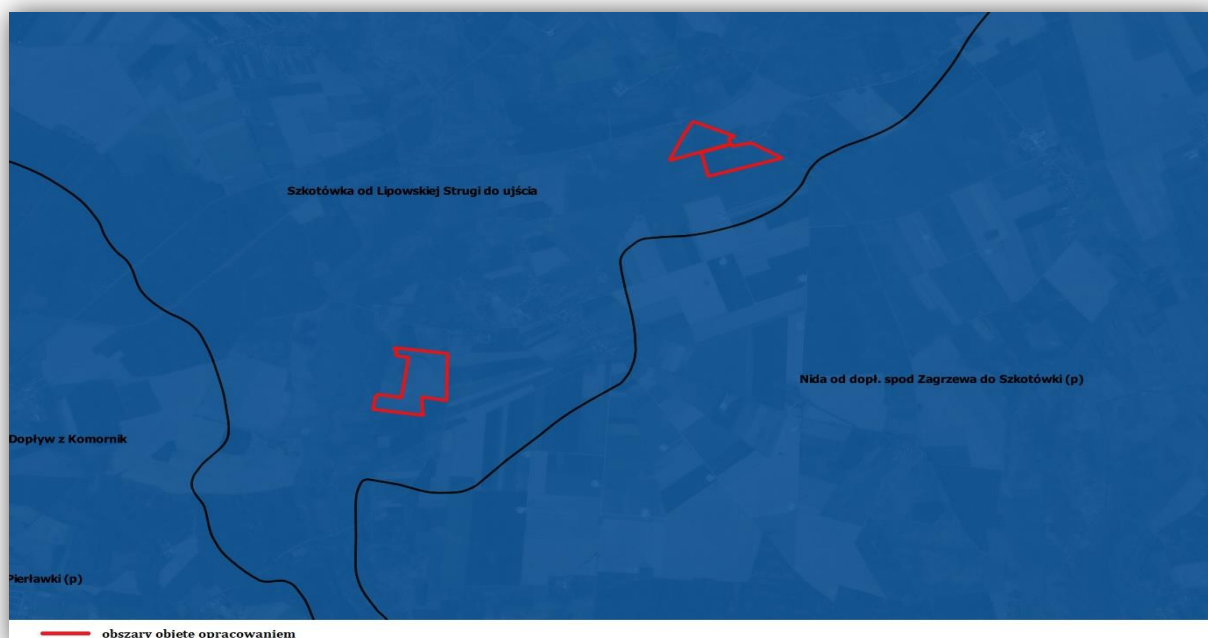 Szkotówka od Lipowskiej Strugi do ujścia
Nida od dopł. spod Zagrzewa do Szkotówki (p)
Dopływ z Komornik
Pierławki (p)
obszary objęte opracowaniem